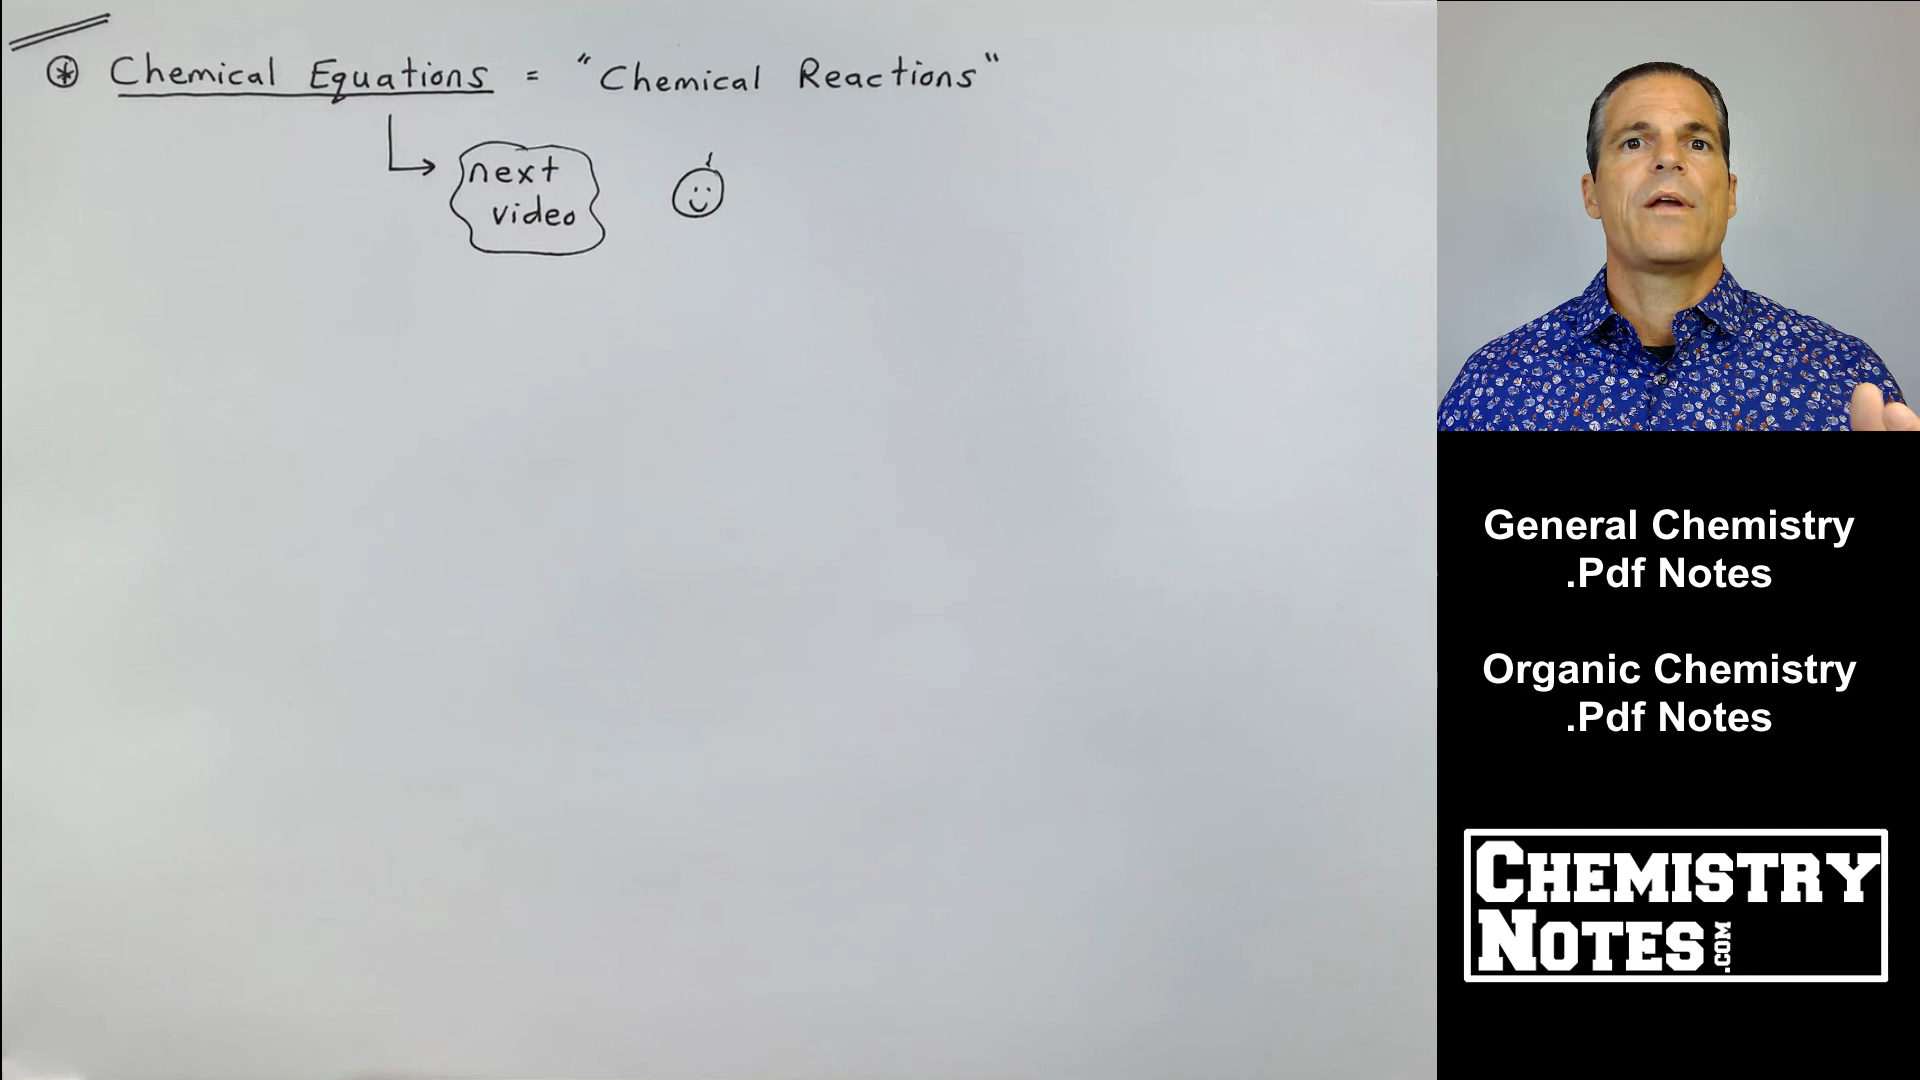 ⊛ Chemical Equations = "Chemical Reactions"
next
video
General Chemistry
.Pdf Notes
Organic Chemistry
.Pdf Notes
CHEMISTRY
NOTES.COM